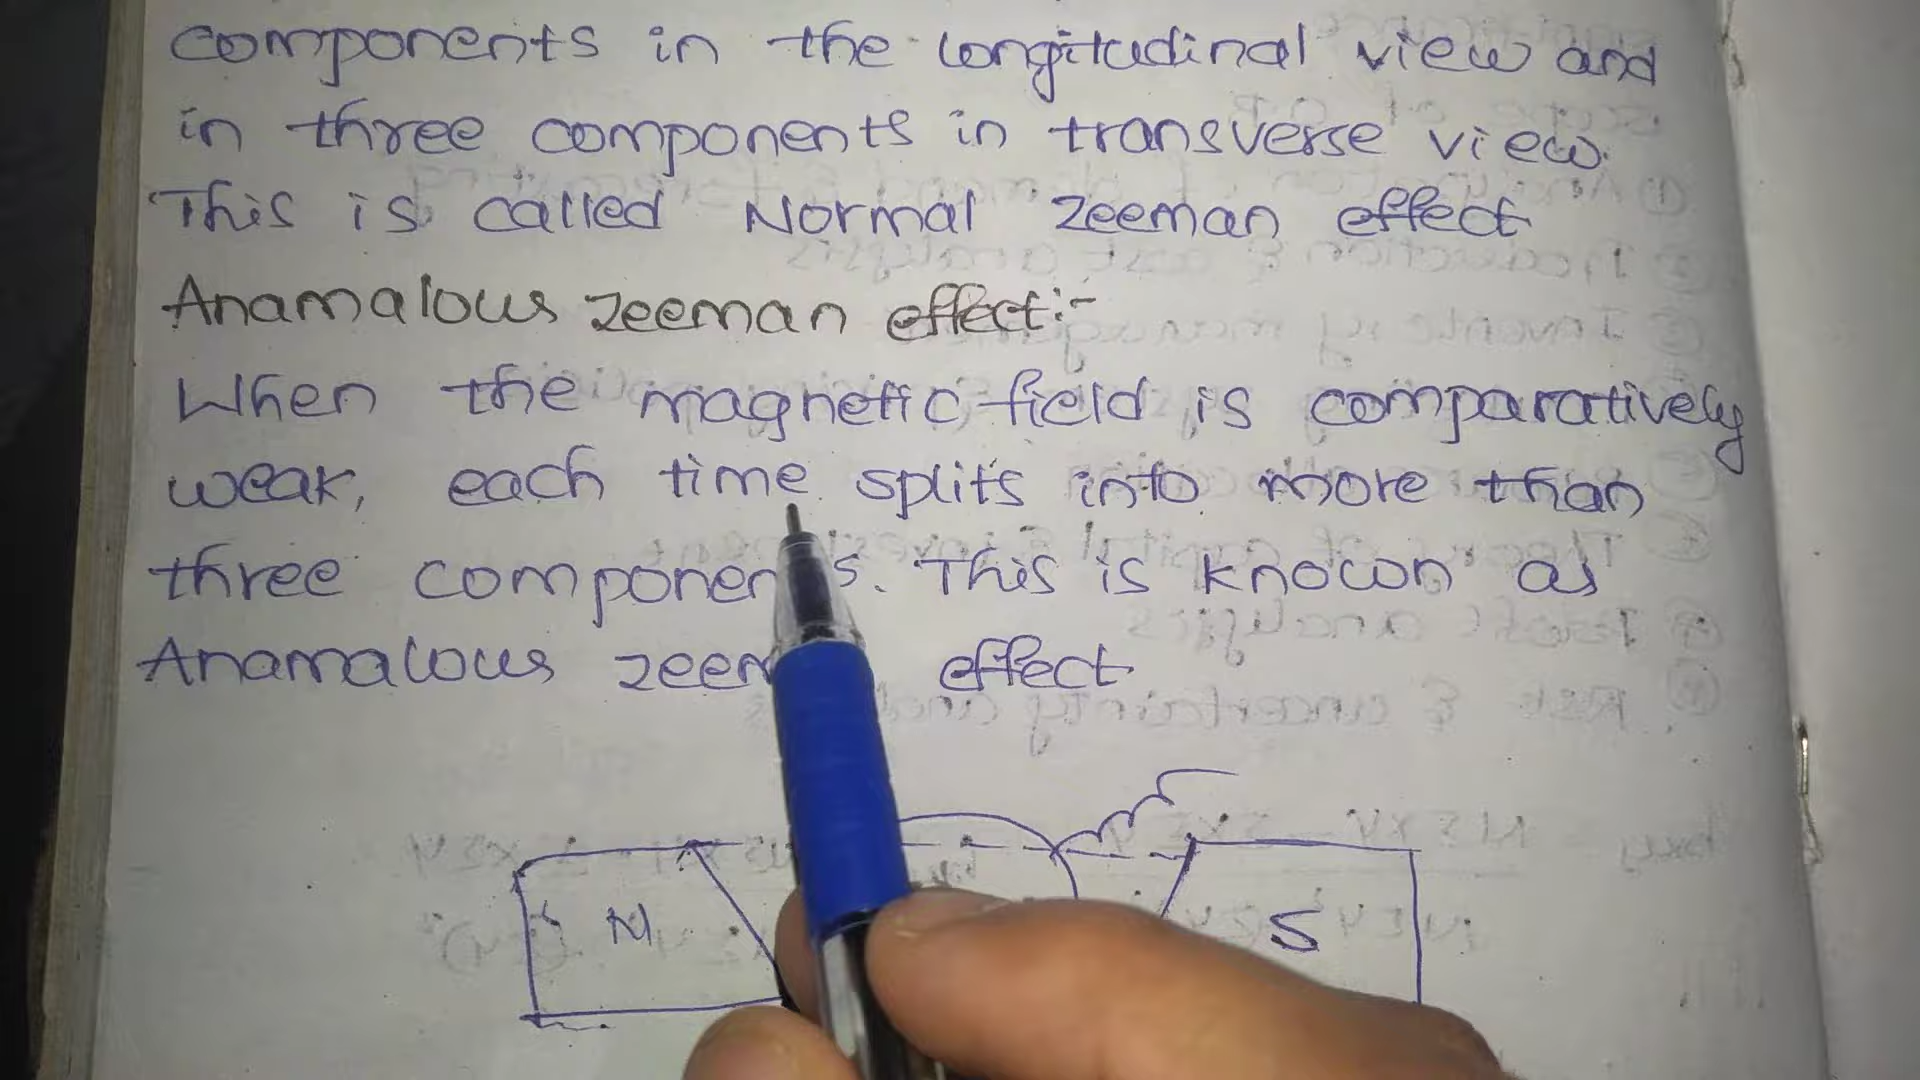 components in the longitudinal view and
in three components in transverse view.
This is called Normal Zeeman effect
Anamalous zeeman effect:-
When the magnetic field is comparatively
weak, each time splits into more than
three components. This is known as
Anamalous effect
N S